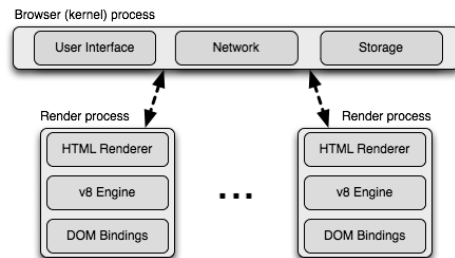 Browser (kernel) process
User Interface
Network
Storage
Render process
HTML Renderer
v8 Engine
DOM Bindings
...
Render process
HTML Renderer
v8 Engine
DOM Bindings